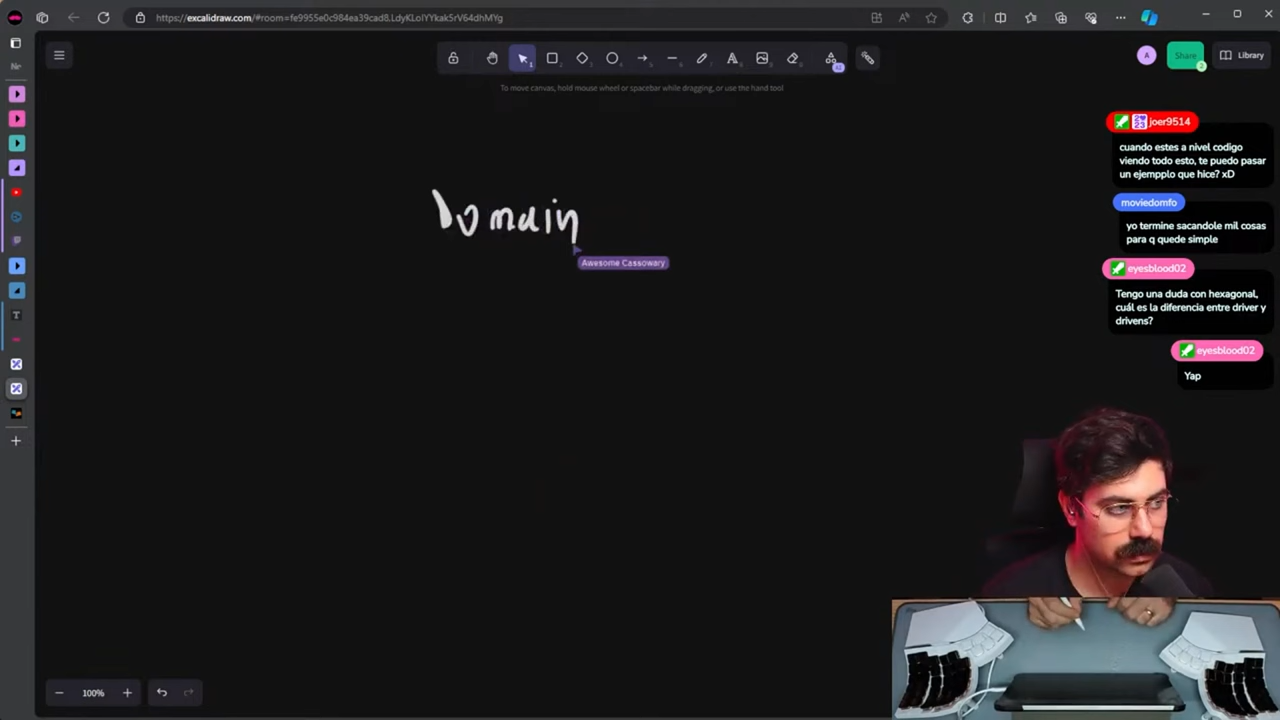 https://excalidraw.com/#room=fe9955e0c984ea39cad8,LdyKLolYYkak5rV64dhMYg
A
Share
2
Library
To move canvas, hold mouse wheel or spacebar while dragging, or use the hand tool
joer9514
cuando estes a nivel codigo
viendo todo esto, te puedo pasar
un ejempplo que hice? xD
moviedomfo
yo termine sacandole mil cosas
para q quede simple
eyesblood02
Tengo una duda con hexagonal,
cuál es la diferencia entre driver y
drivens?
eyesblood02
Yap
Domain
Awesome Cassowary
100%